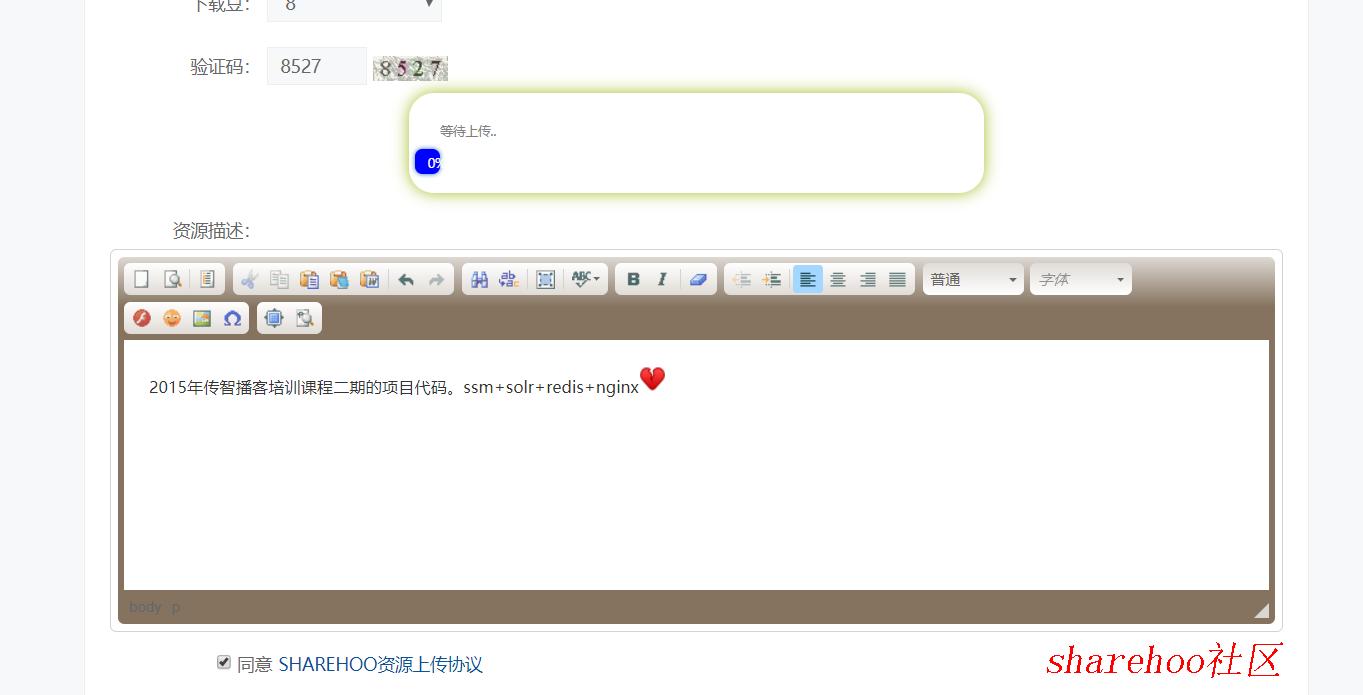 下载豆： 8
验证码： 8527 8527
等待上传..
0%
资源描述：
ABC B I 普通 字体
2015年传智播客培训课程二期的项目代码。ssm+solr+redis+nginx
body p
同意 SHAREHOO资源上传协议
sharehoo社区